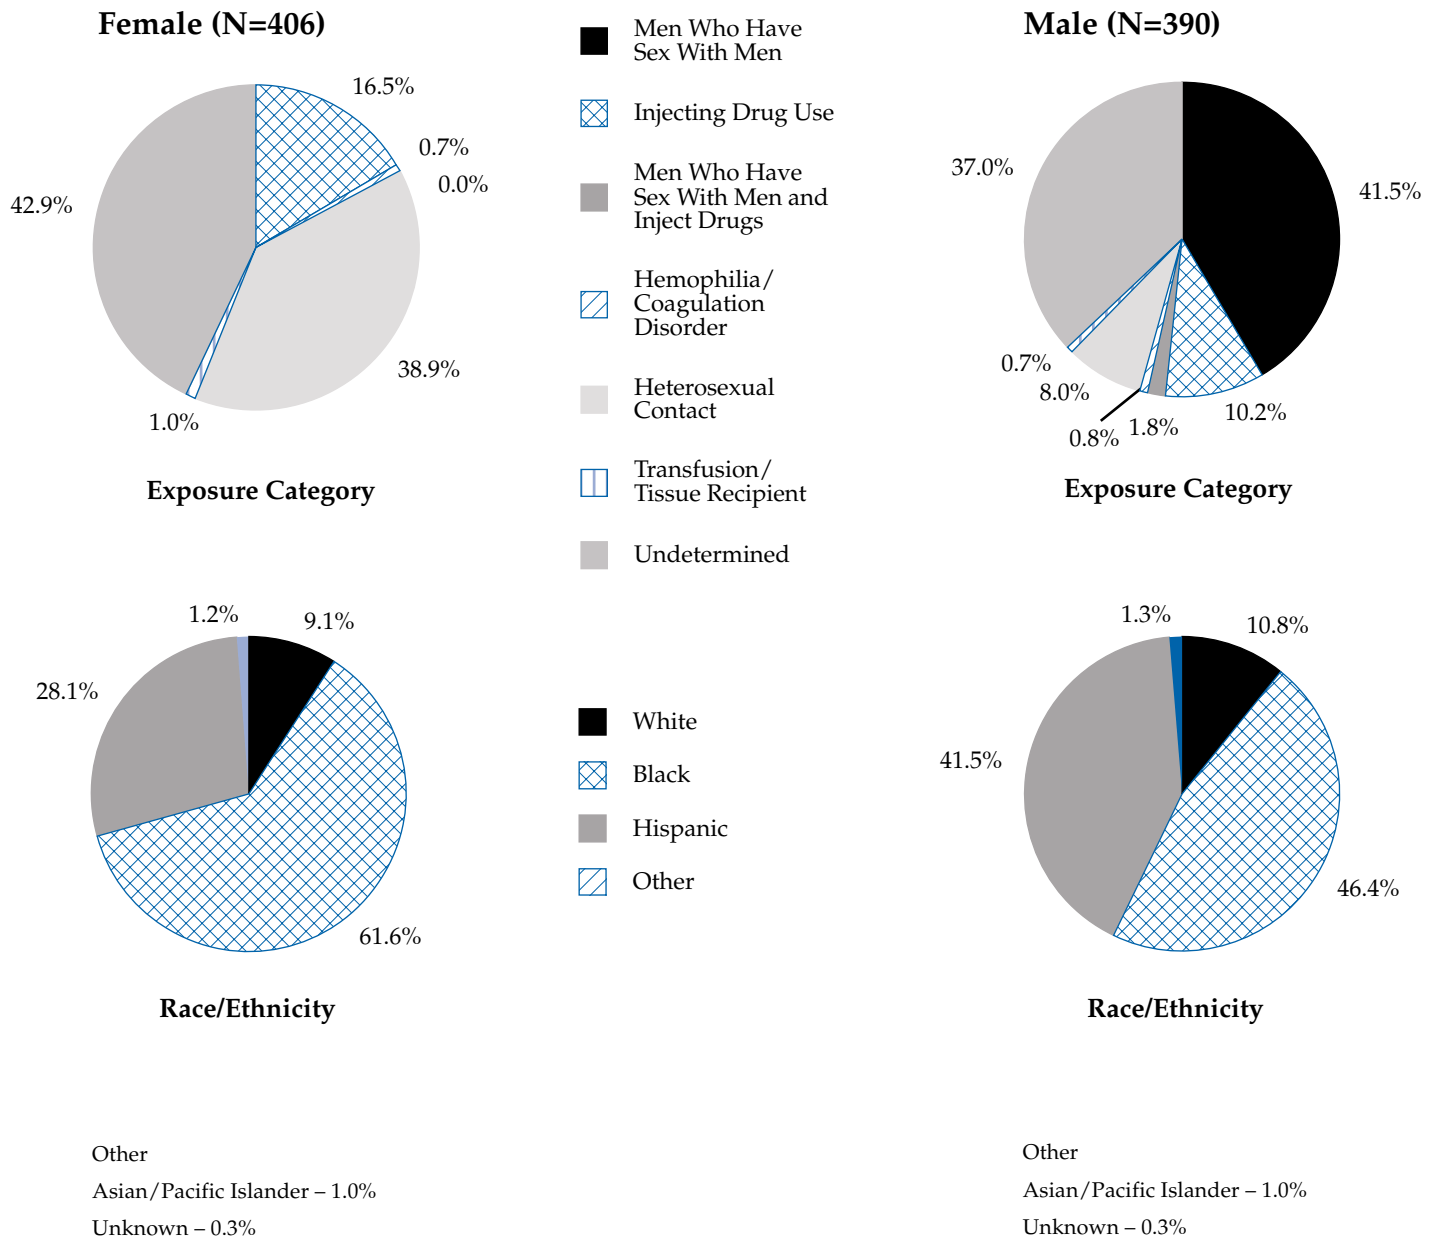 Female (N=406)
16.5%
0.7%
0.0%
42.9%
38.9%
1.0%
Exposure Category
Men Who Have
Sex With Men
Injecting Drug Use
Men Who Have
Sex With Men and
Inject Drugs
Hemophilia/
Coagulation
Disorder
Heterosexual
Contact
Transfusion/
Tissue Recipient
Undetermined
Male (N=390)
37.0%
41.5%
0.7%
8.0%
0.8%
1.8%
10.2%
Exposure Category
1.2%
9.1%
28.1%
61.6%
Race/Ethnicity
White
Black
Hispanic
Other
1.3%
10.8%
41.5%
46.4%
Race/Ethnicity
Other
Asian/Pacific Islander – 1.0%
Unknown – 0.3%
Other
Asian/Pacific Islander – 1.0%
Unknown – 0.3%